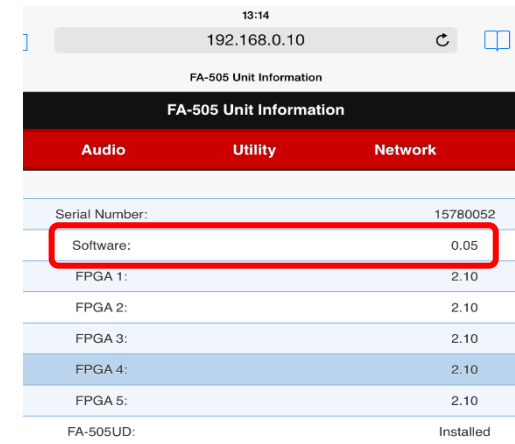 13:14
192.168.0.10
FA-505 Unit Information
FA-505 Unit Information
Audio Utility Network
Serial Number: 15780052
Software: 0.05
FPGA 1: 2.10
FPGA 2: 2.10
FPGA 3: 2.10
FPGA 4: 2.10
FPGA 5: 2.10
FA-505UD: Installed